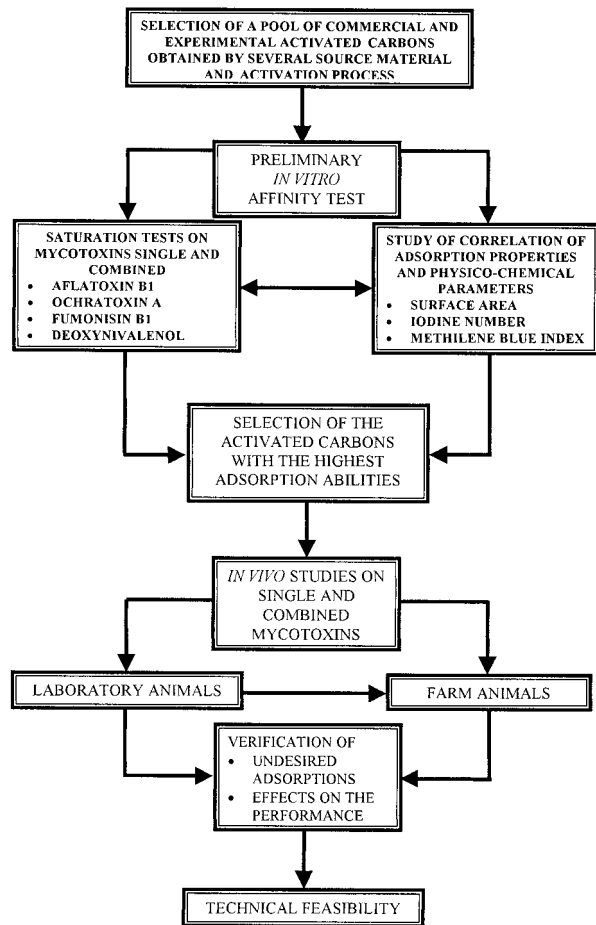 SELECTION OF A POOL OF COMMERCIAL AND
EXPERIMENTAL ACTIVATED CARBONS
OBTAINED BY SEVERAL SOURCE MATERIAL
AND ACTIVATION PROCESS
PRELIMINARY
IN VITRO
AFFINITY TEST
SATURATION TESTS ON
MYCOTOXINS SINGLE AND
COMBINED
• AFLATOXIN B1
• OCHRATOXIN A
• FUMONISIN B1
• DEOXYNIVALENOL
STUDY OF CORRELATION OF
ADSORPTION PROPERTIES
AND PHYSICO-CHEMICAL
PARAMETERS
• SURFACE AREA
• IODINE NUMBER
• METHILENE BLUE INDEX
SELECTION OF THE
ACTIVATED CARBONS
WITH THE HIGHEST
ADSORPTION ABILITIES
IN VIVO STUDIES ON
SINGLE AND
COMBINED
MYCOTOXINS
LABORATORY ANIMALS
FARM ANIMALS
VERIFICATION OF
• UNDESIRED
ADSORPTIONS
• EFFECTS ON THE
PERFORMANCE
TECHNICAL FEASIBILITY